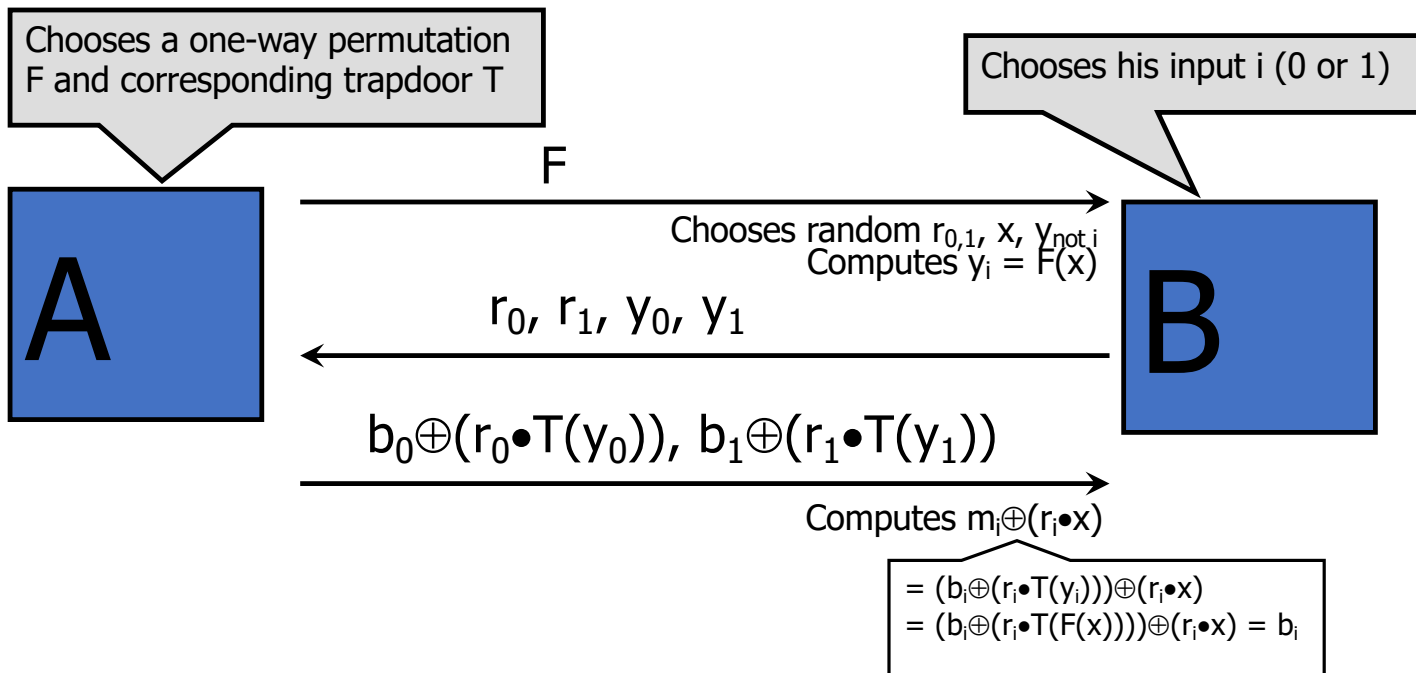 Chooses a one-way permutation
F and corresponding trapdoor T
Chooses his input i (0 or 1)
F
A
B
Chooses random r₀,₁, x, y_not i
Computes yᵢ = F(x)
r₀, r₁, y₀, y₁
b₀⊕(r₀•T(y₀)), b₁⊕(r₁•T(y₁))
Computes mᵢ⊕(rᵢ•x)
= (bᵢ⊕(rᵢ•T(yᵢ)))⊕(rᵢ•x)
= (bᵢ⊕(rᵢ•T(F(x))))⊕(rᵢ•x) = bᵢ